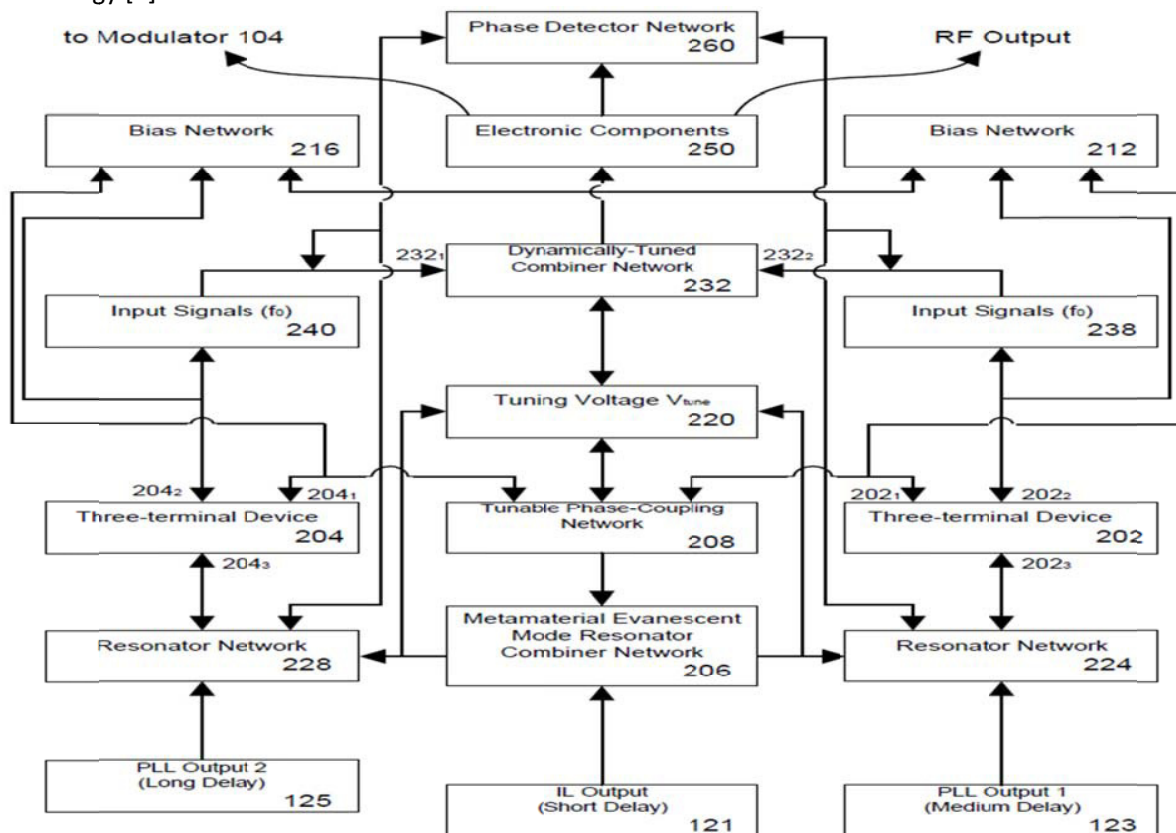 to Modulator 104
Phase Detector Network
260
RF Output
Bias Network
216
Electronic Components
250
Bias Network
212
232₁
Dynamically-Tuned
Combiner Network
232
232₂
Input Signals (f₀)
240
Input Signals (f₀)
238
Tuning Voltage Vtune
220
204₂
204₁
202₁
202₂
Three-terminal Device
204
Tunable Phase-Coupling
Network
208
Three-terminal Device
202
204₃
202₃
Resonator Network
228
Metamaterial Evanescent
Mode Resonator
Combiner Network
206
Resonator Network
224
PLL Output 2
(Long Delay)
125
IL Output
(Short Delay)
121
PLL Output 1
(Medium Delay)
123